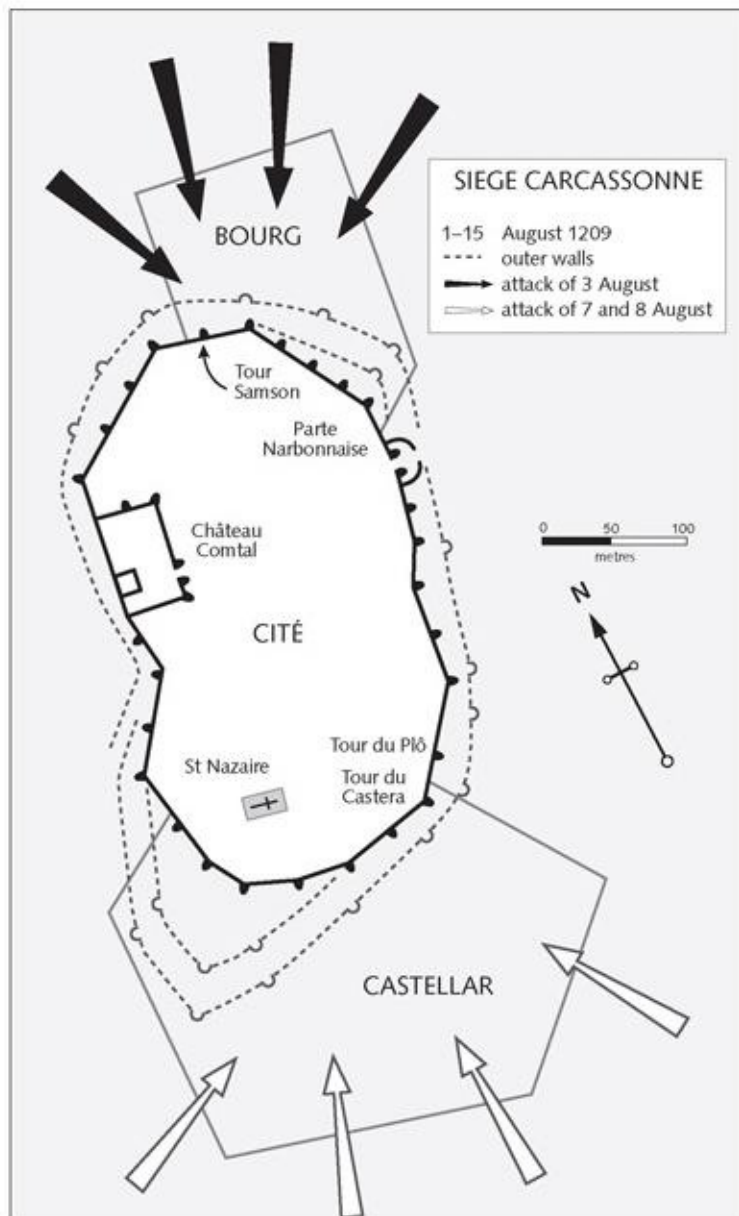 BOURG
SIEGE CARCASSONNE
1–15 August 1209
outer walls
attack of 3 August
attack of 7 and 8 August
Tour
Samson
Parte
Narbonnaise
Château
Comtal
0 50 100
metres
N
CITÉ
Tour du Plô
St Nazaire
Tour du
Castera
CASTELLAR